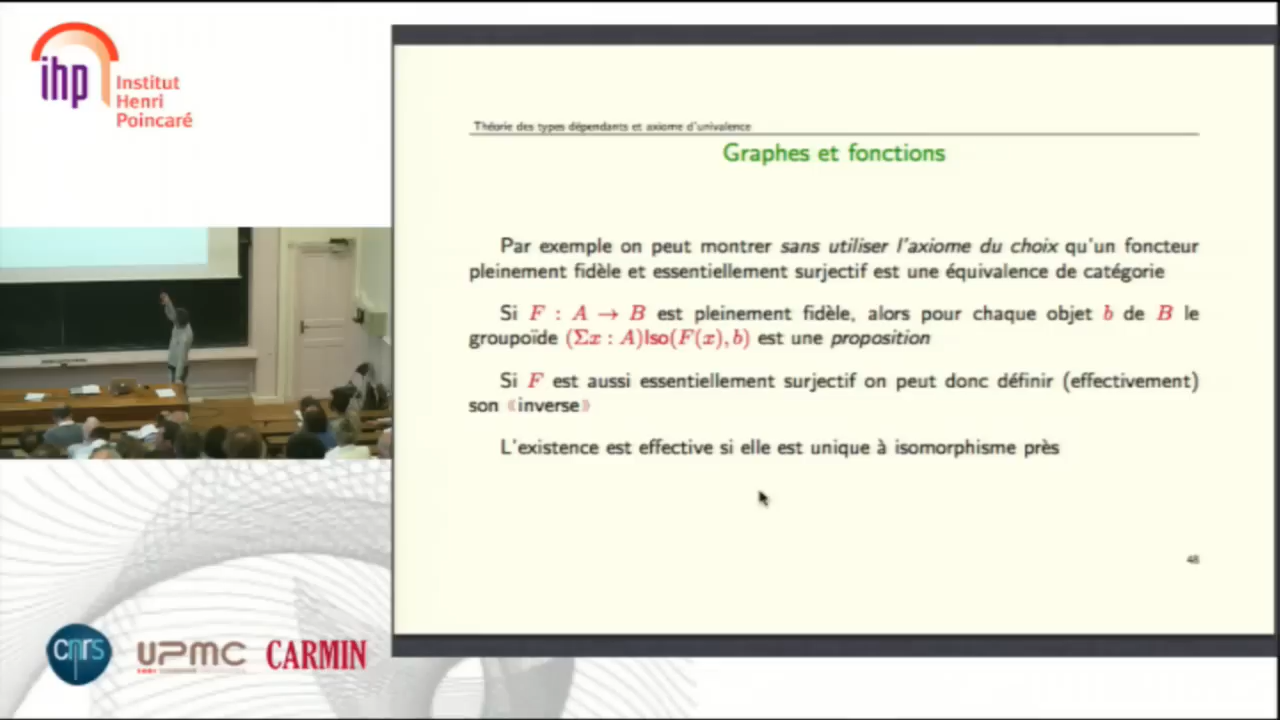 ihp
Institut
Henri
Poincaré
Théorie des types dépendants et axiome d'univalence
Graphes et fonctions
Par exemple on peut montrer sans utiliser l'axiome du choix qu'un foncteur
pleinement fidèle et essentiellement surjectif est une équivalence de catégorie
Si F : A → B est pleinement fidèle, alors pour chaque objet b de B le
groupoïde (Σx : A)Iso(F(x), b) est une proposition
Si F est aussi essentiellement surjectif on peut donc définir (effectivement)
son «inverse»
L'existence est effective si elle est unique à isomorphisme près
48
cnrs
UPMC
CARMIN